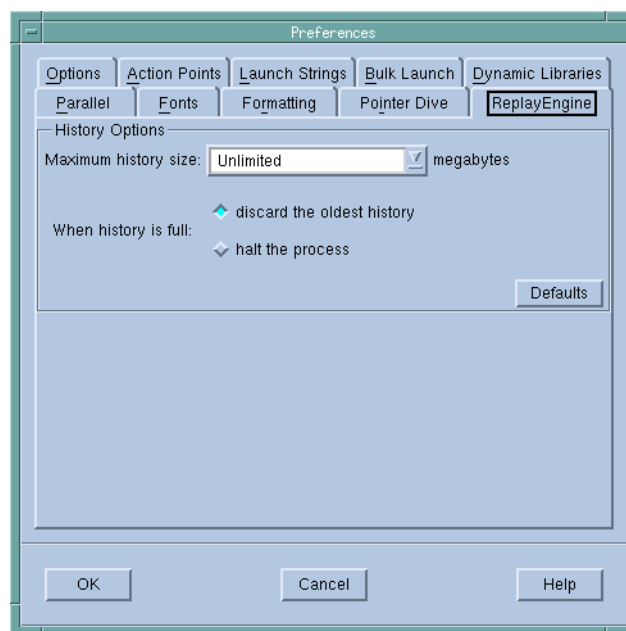 Preferences
Options Action Points Launch Strings Bulk Launch Dynamic Libraries
Parallel Fonts Formatting Pointer Dive ReplayEngine
History Options
Maximum history size: Unlimited megabytes
discard the oldest history
When history is full:
halt the process
Defaults
OK Cancel Help